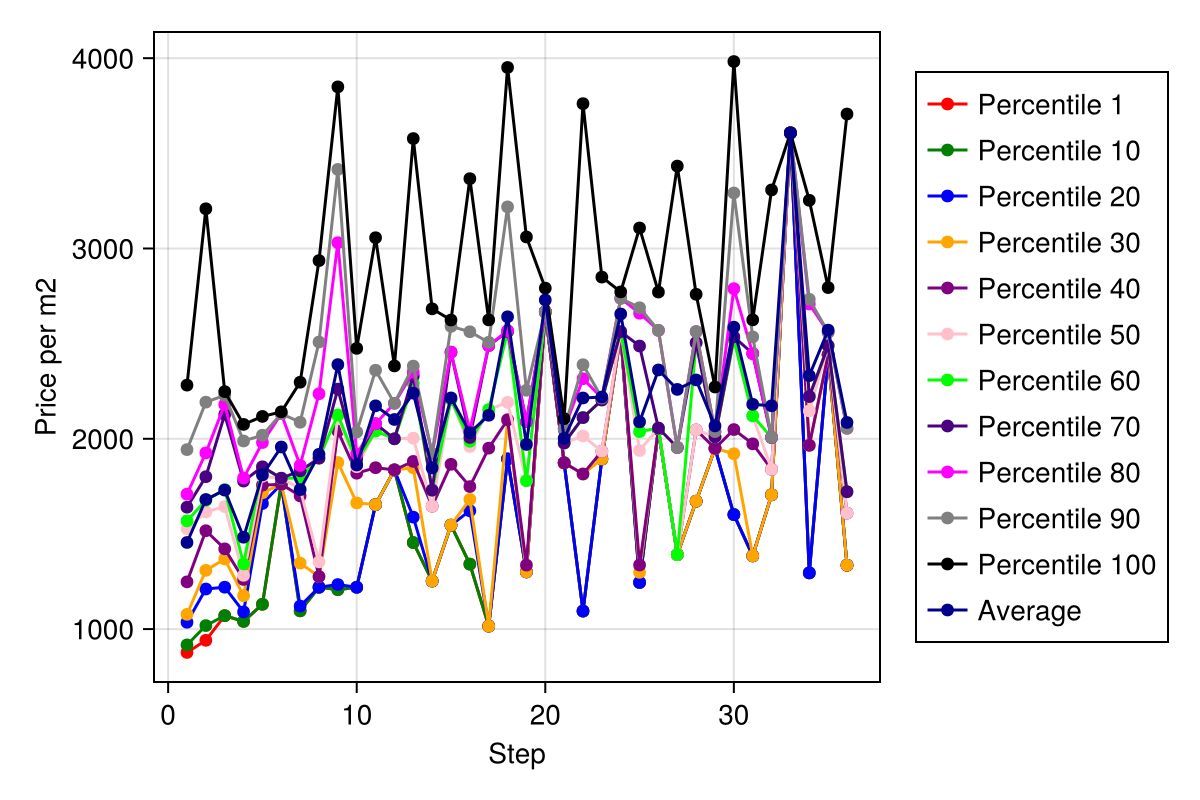 4000
3000
2000
1000
Price per m2
0
10
20
30
Step
Percentile 1
Percentile 10
Percentile 20
Percentile 30
Percentile 40
Percentile 50
Percentile 60
Percentile 70
Percentile 80
Percentile 90
Percentile 100
Average